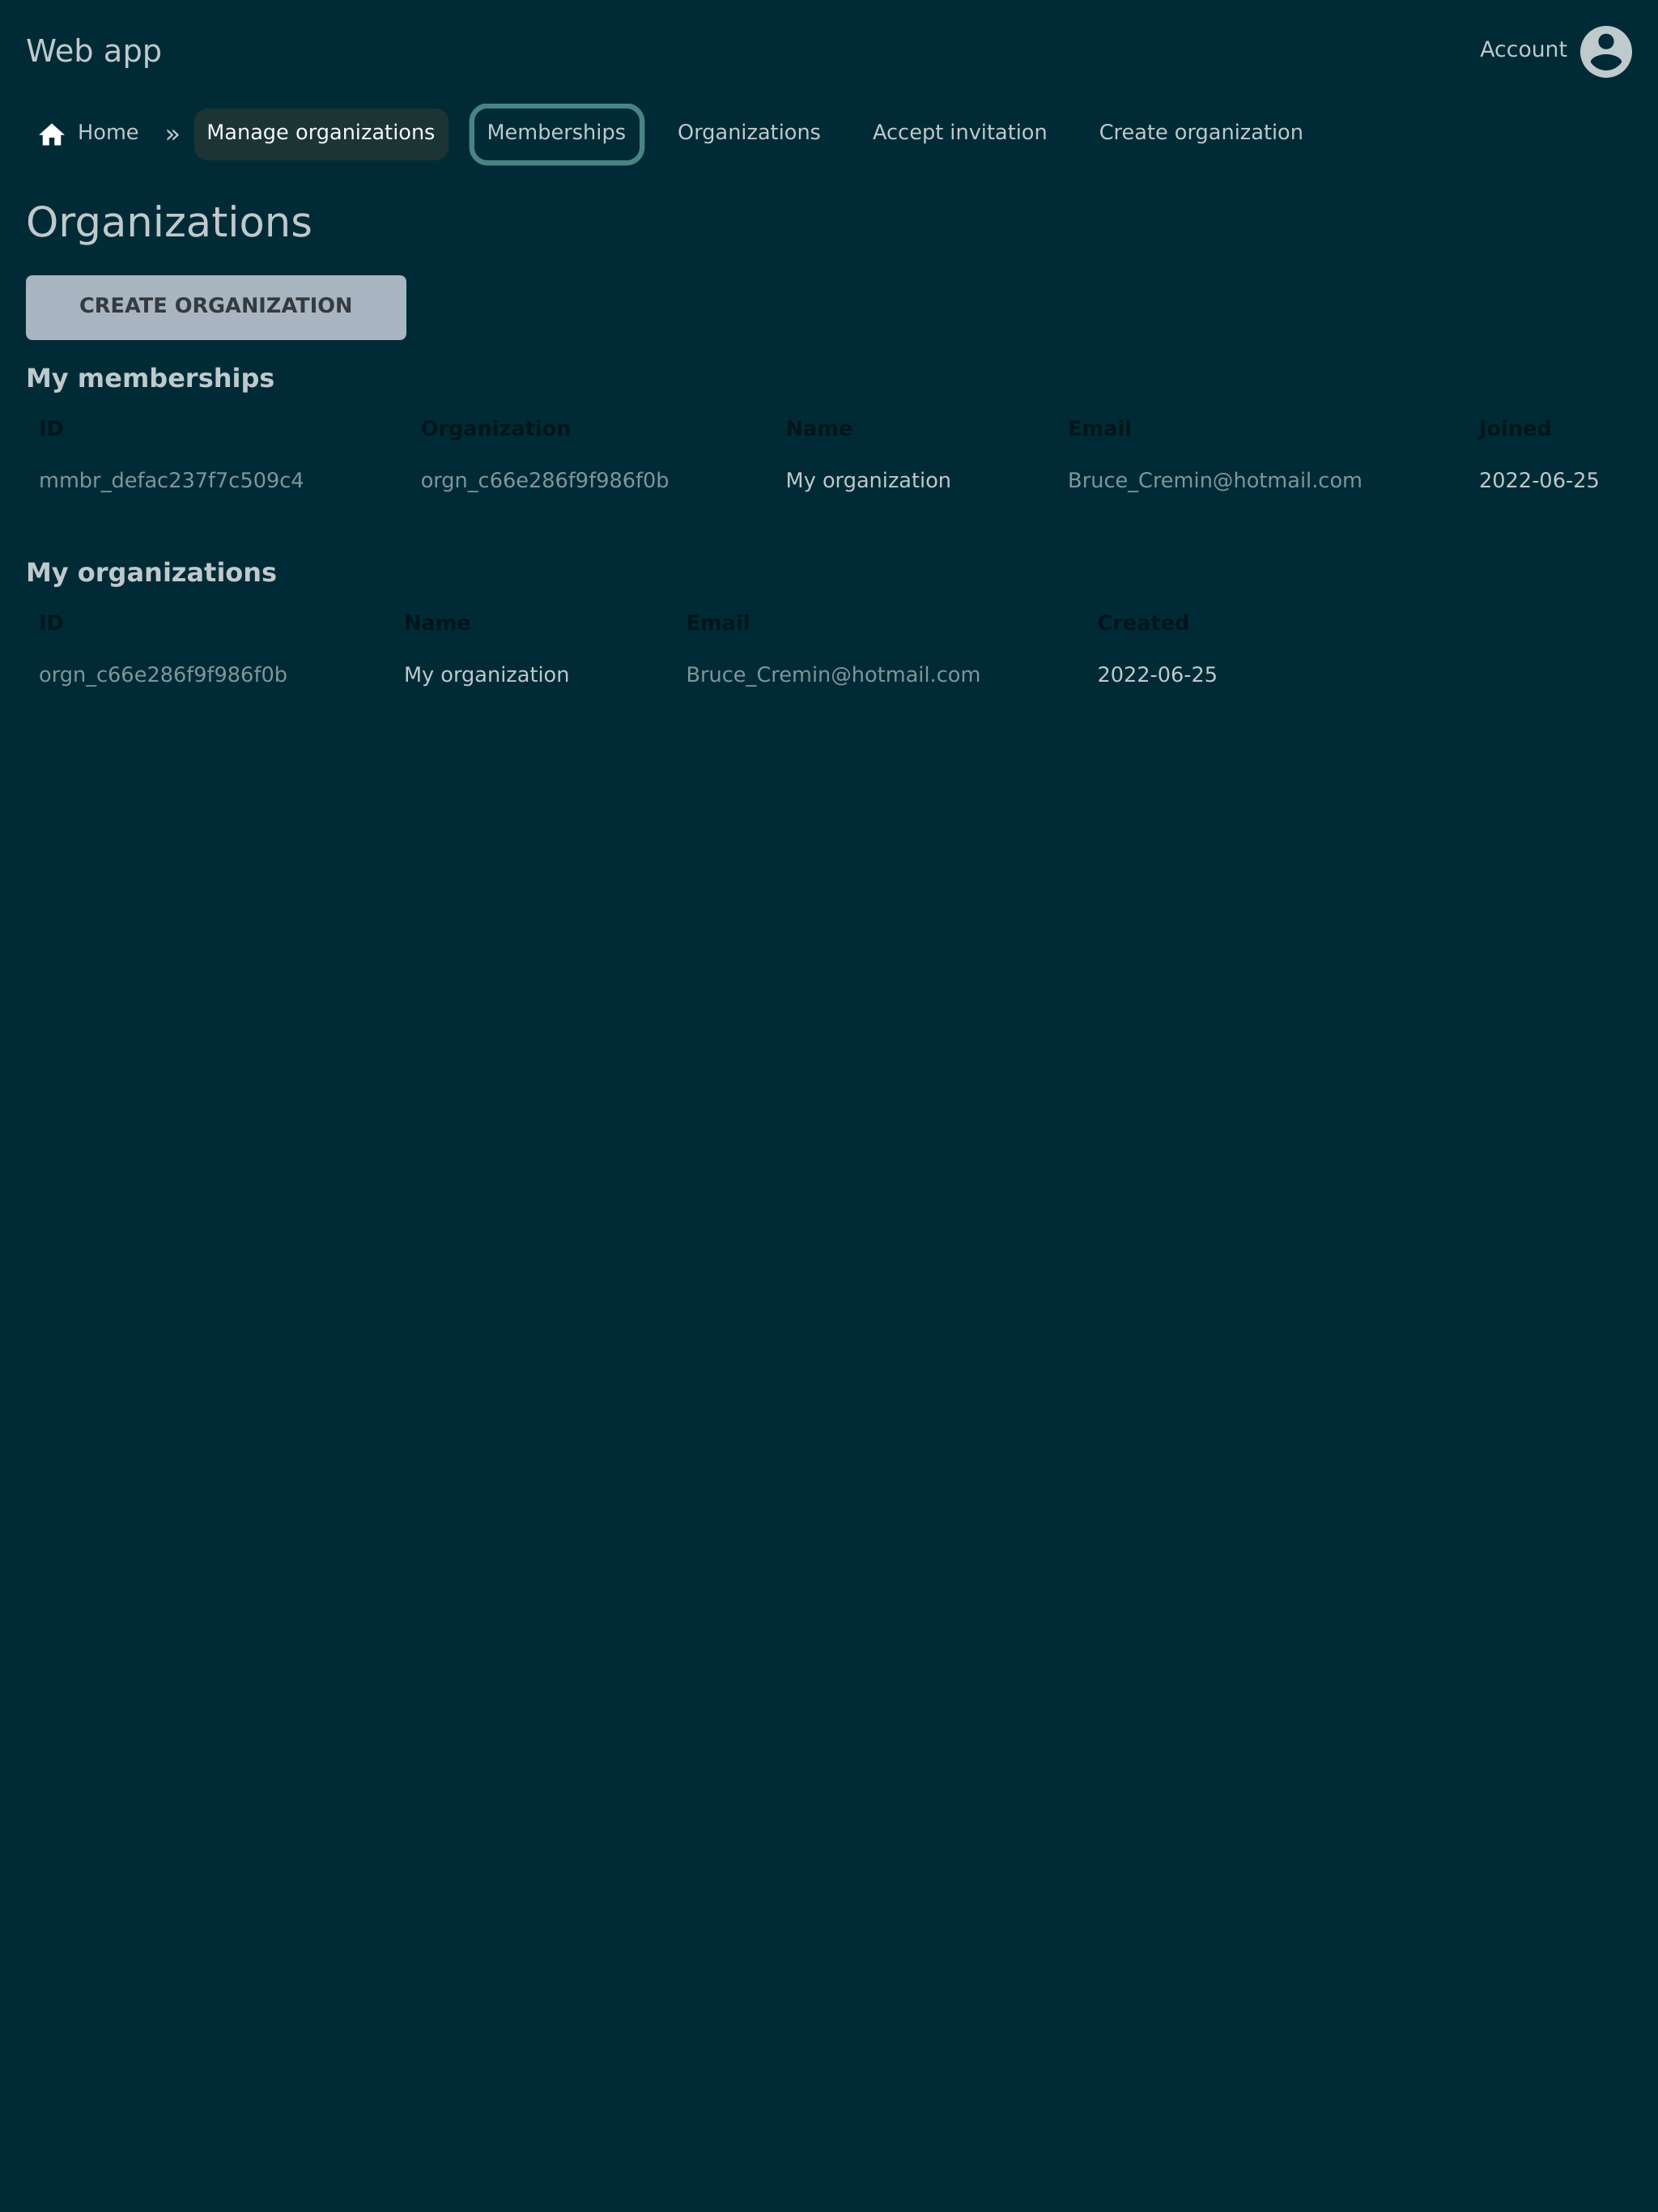 Web app
Account
Home » Manage organizations Memberships Organizations Accept invitation Create organization
Organizations
CREATE ORGANIZATION
My memberships
ID Organization Name Email Joined
mmbr_defac237f7c509c4 orgn_c66e286f9f986f0b My organization Bruce_Cremin@hotmail.com 2022-06-25
My organizations
ID Name Email Created
orgn_c66e286f9f986f0b My organization Bruce_Cremin@hotmail.com 2022-06-25